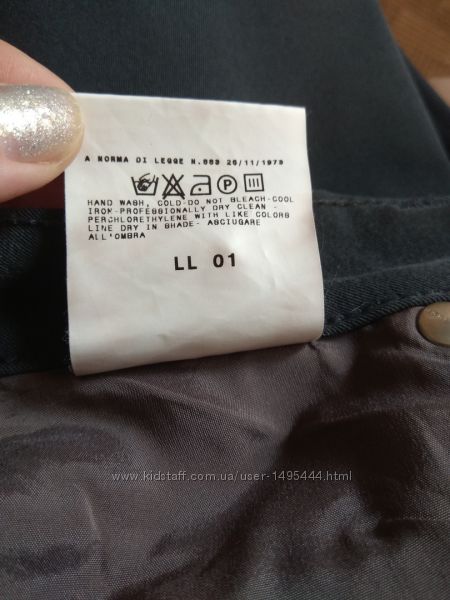 A NORMA DI LEGGE N.883 26/11/1973
P
HAND WASH, COLD-DO NOT BLEACH-COOL
IRON-PROFESSIONALLY DRY CLEAN -
PERCHLORETHYLENE WITH LIKE COLORS
LINE DRY IN SHADE- ASCIUGARE
ALL'OMBRA
LL 01
www.kidstaff.com.ua/user-1495444.html